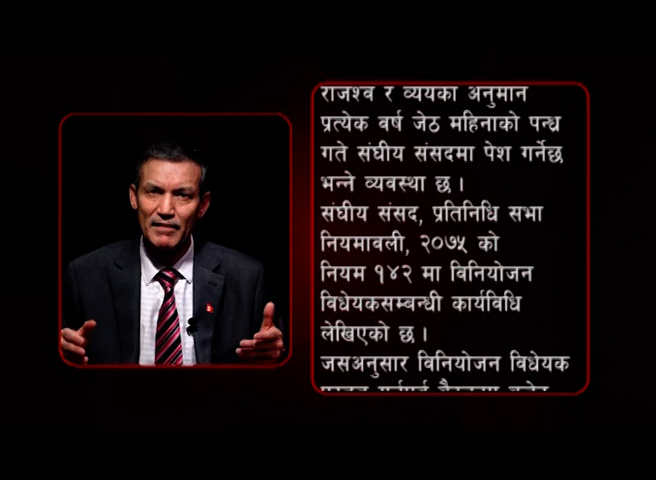 राजश्व र व्ययको अनुमान
प्रत्येक वर्ष जेठ महिनाको पन्ध्र
गते संघीय संसदमा पेश गर्नेछ
भन्ने व्यवस्था छ ।
संघीय संसद, प्रतिनिधि सभा
नियमावली, २०७५ को
नियम १४२ मा विनियोजन
विधेयकसम्बन्धी कार्यविधि
लेखिएको छ ।
जसअनुसार विनियोजन विधेयक